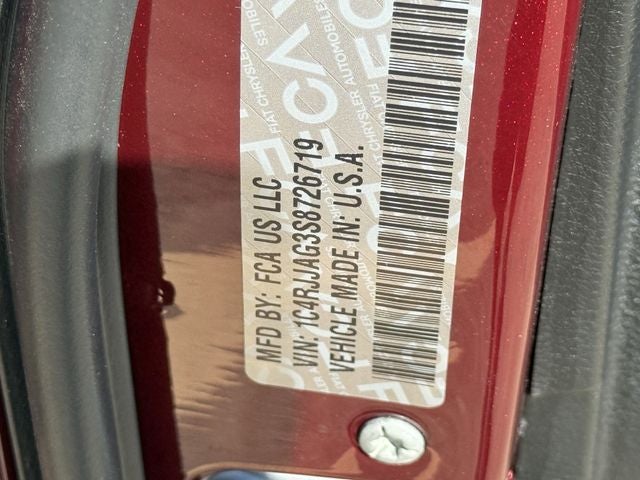 MFD BY: FCA US LLC
VIN: 1C4RJJAG3S8726719
VEHICLE MADE IN: U.S.A.